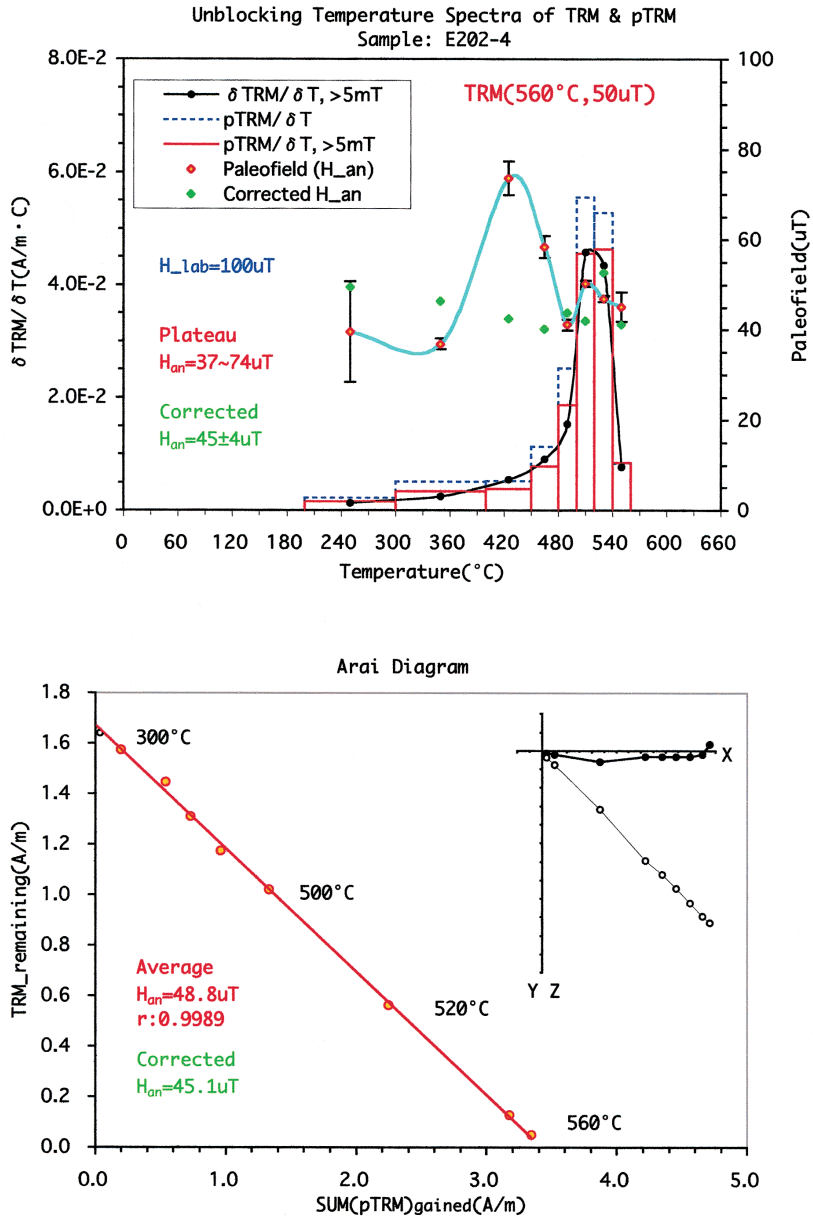 Unblocking Temperature Spectra of TRM & pTRM
Sample: E202-4
8.0E-2
6.0E-2
4.0E-2
2.0E-2
0.0E+0
δTRM/δT(A/m・C)
100
80
60
40
20
0
Paleofield(uT)
δTRM/δT, >5mT
pTRM/δT
pTRM/δT, >5mT
Paleofield (H_an)
Corrected H_an
TRM(560°C,50uT)
H_lab=100uT
Plateau
Han=37~74uT
Corrected
Han=45±4uT
0 60 120 180 240 300 360 420 480 540 600 660
Temperature(°C)
Arai Diagram
1.8
1.6
1.4
1.2
1.0
0.8
0.6
0.4
0.2
0.0
TRM_remaining(A/m)
300°C
500°C
520°C
560°C
X
Y Z
Average
Han=48.8uT
r:0.9989
Corrected
Han=45.1uT
0.0 1.0 2.0 3.0 4.0 5.0
SUM(pTRM)gained(A/m)